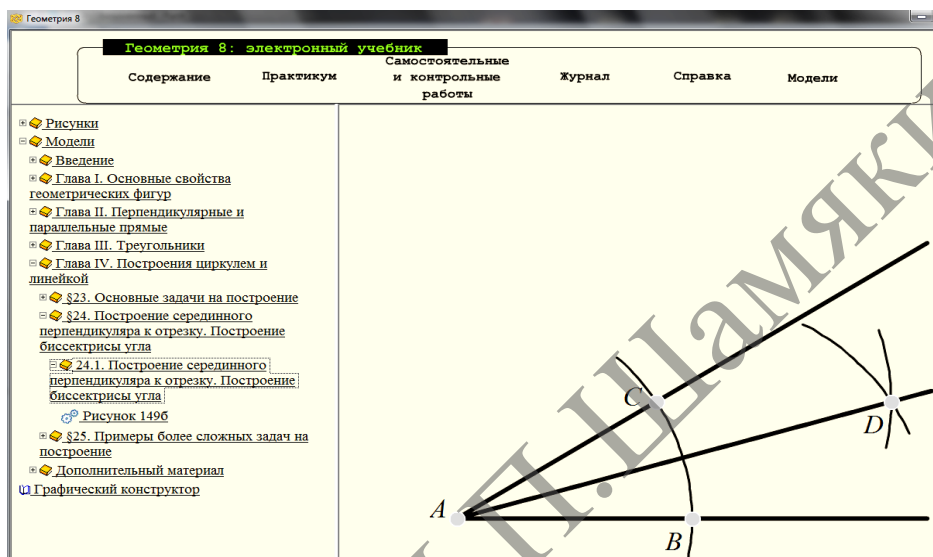 Геометрия 8
Геометрия 8: электронный учебник
Содержание
Практикум
Самостоятельные
и контрольные
работы
Журнал
Справка
Модели
Рисунки
Модели
Введение
Глава I. Основные свойства
геометрических фигур
Глава II. Перпендикулярные и
параллельные прямые
Глава III. Треугольники
Глава IV. Построения циркулем и
линейкой
§23. Основные задачи на построение
§24. Построение серединного
перпендикуляра к отрезку. Построение
биссектрисы угла
24.1. Построение серединного
перпендикуляра к отрезку. Построение
биссектрисы угла
Рисунок 149б
§25. Примеры более сложных задач на
построение
Дополнительный материал
Графический конструктор
C
D
A
B
П.Шамяки